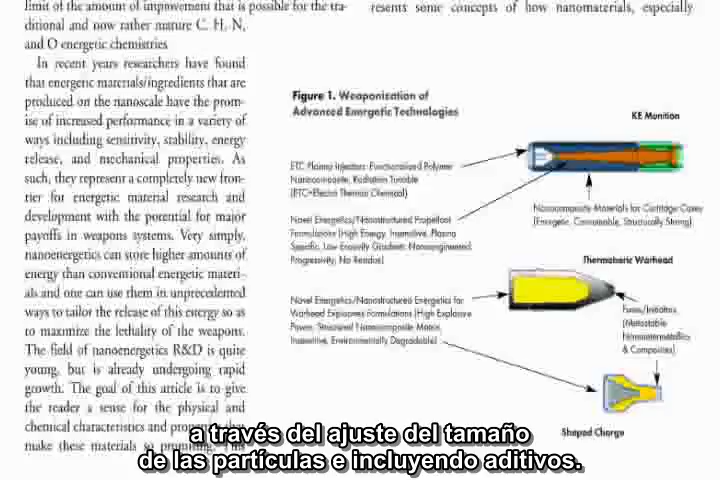 limit of the amount of improvement that is possible for the tra-
ditional and now rather mature C, H, N,
and O energetic chemistries
In recent years researchers have found
that energetic materials/ingredients that are
produced on the nanoscale have the prom-
ise of increased performance in a variety of
ways including sensitivity, stability, energy
release, and mechanical properties. As
such, they represent a completely new fron-
tier for energetic material research and
development with the potential for major
payoffs in weapons systems. Very simply,
nanoenergetics can store higher amounts of
energy than conventional energetic materi-
als and one can use them in unprecedented
ways to tailor the release of this energy so as
to maximize the lethality of the weapons.
The field of nanoenergetics R&D is quite
young, but is already undergoing rapid
growth. The goal of this article is to give
the reader a sense for the physical and
chemical characteristics and properties that
make these materials so promising. This
resents some concepts of how nanomaterials, especially
Figure 1. Weaponization of
Advanced Energetic Technologies
KE Munition
ETC Plasma Injectors: Functionalized Polymer
Nanocomposite, Radiation Tunable
(ETC=Electro Thermo Chemical)
Nanocomposite Materials for Cartridge Cases
(Energetic, Consumable, Structurally Strong)
Novel Energetics/Nanostructured Propellant
Formulations (High Energy, Insensitive, Plasma
Specific, Low Erosivity Gradient, Nanoengineered
Progressivity, No Residue)
Thermobaric Warhead
Novel Energetics/Nanostructured Energetics for
Warhead Explosives Formulations (High Explosive
Power, Structured Nanocomposite Matrix,
Insensitive, Environmentally Degradable)
Fuzes/Initiators
(Metastable
Nanointermetallics
& Composites)
Shaped Charge
a través del ajuste del tamaño
de las partículas e incluyendo aditivos.